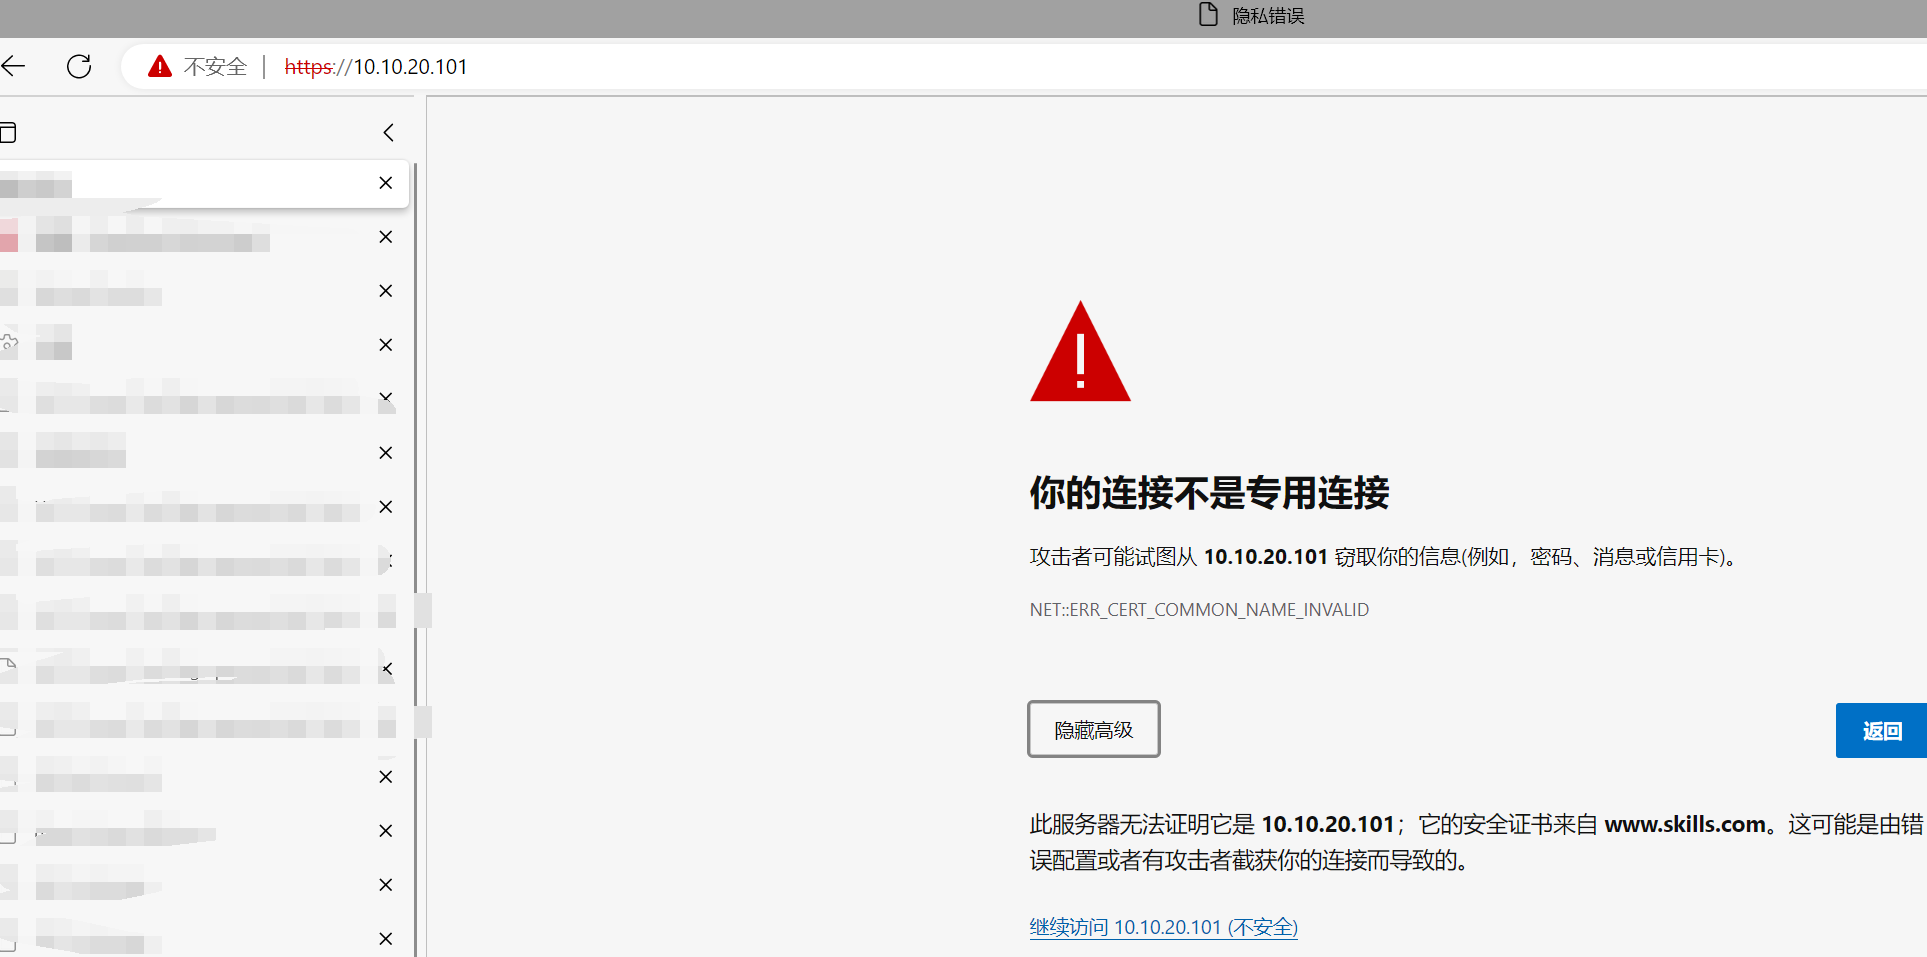 隐私错误
不安全 | https://10.10.20.101
你的连接不是专用连接
攻击者可能试图从 10.10.20.101 窃取你的信息(例如，密码、消息或信用卡)。
NET::ERR_CERT_COMMON_NAME_INVALID
隐藏高级
返回
此服务器无法证明它是 10.10.20.101；它的安全证书来自 www.skills.com。这可能是由错
误配置或者有攻击者截获你的连接而导致的。
继续访问 10.10.20.101 (不安全)